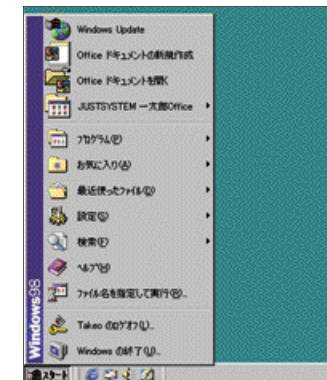 Windows Update
Office ドキュメントの新規作成
Office ドキュメントを開く
JUSTSYSTEM 一太郎Office
プログラム(P)
お気に入り(A)
最近使ったファイル(D)
設定(S)
検索(F)
ヘルプ(H)
ファイル名を指定して実行(R)...
Takeo のログオフ(L)...
Windows の終了(U)...
Windows98
スタート